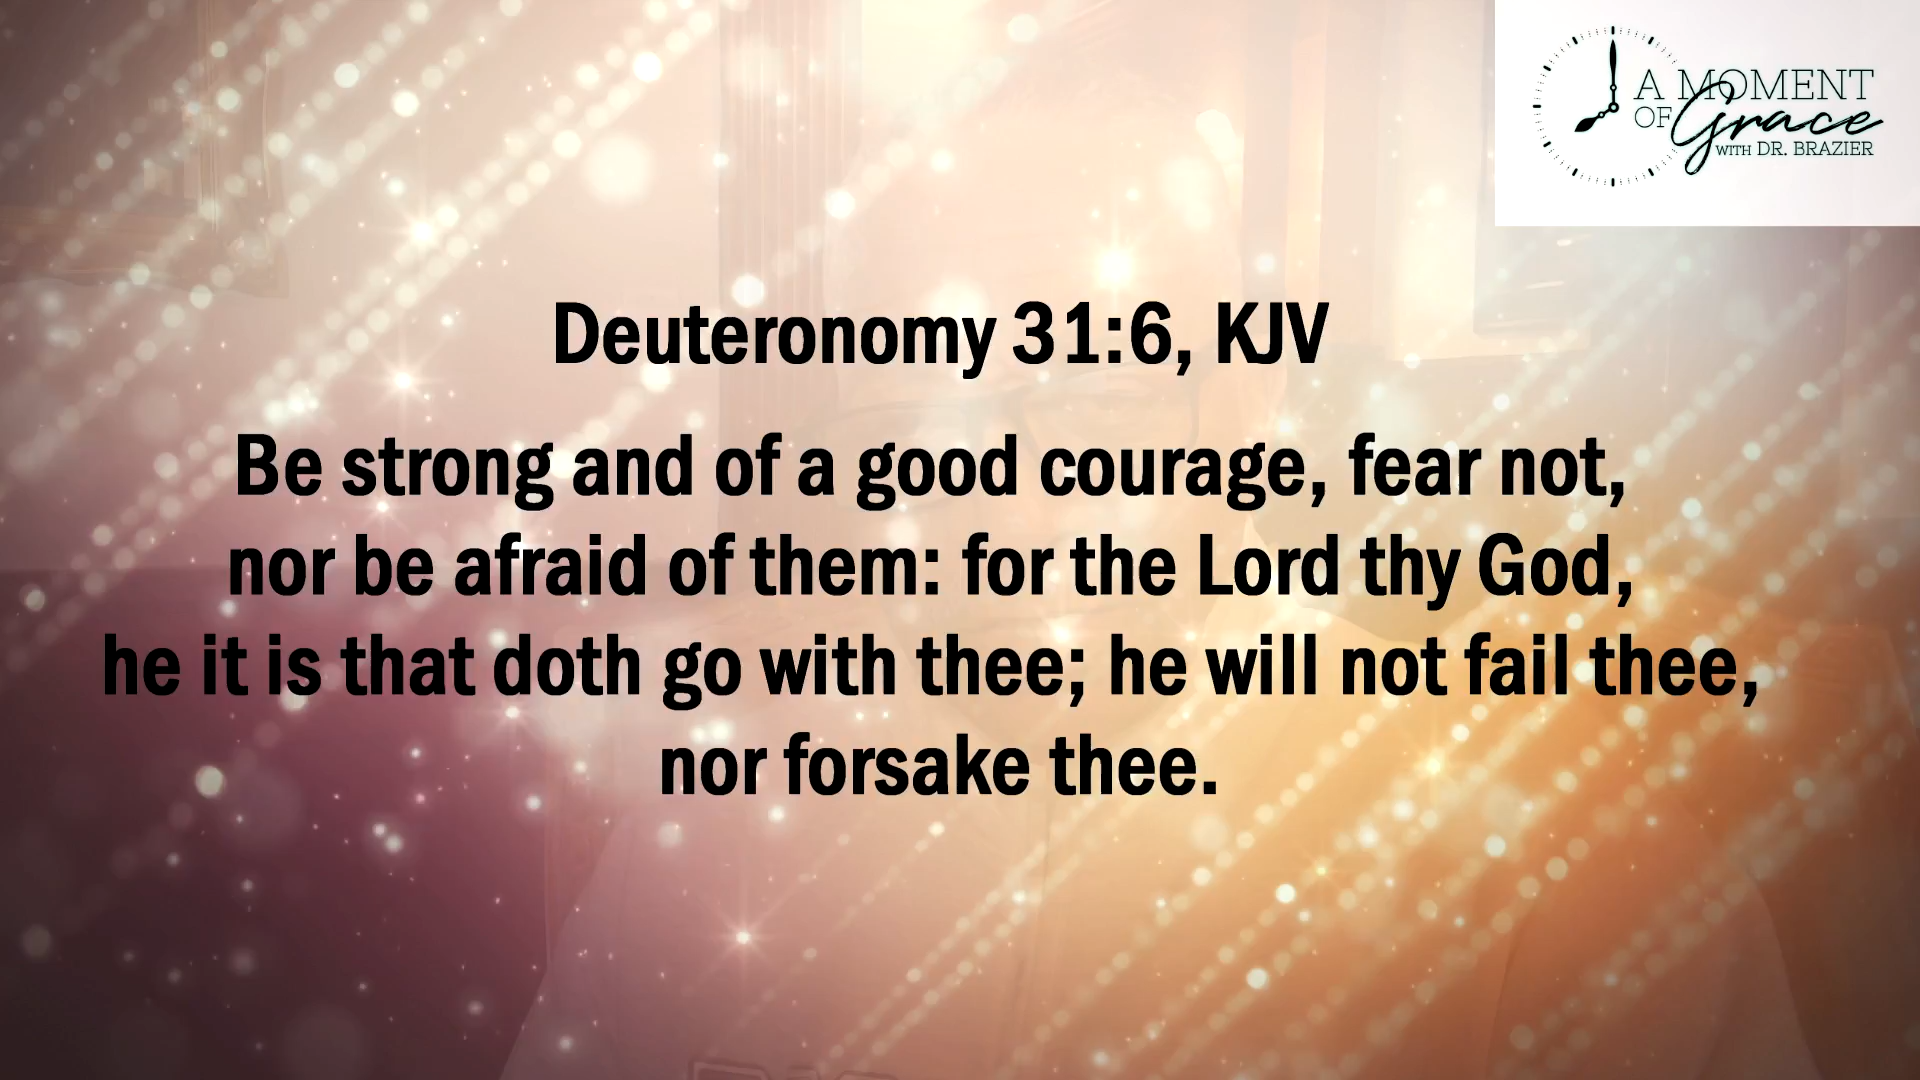 A MOMENT
OF Grace
WITH DR. BRAZIER
Deuteronomy 31:6, KJV
Be strong and of a good courage, fear not,
nor be afraid of them: for the Lord thy God,
he it is that doth go with thee; he will not fail thee,
nor forsake thee.